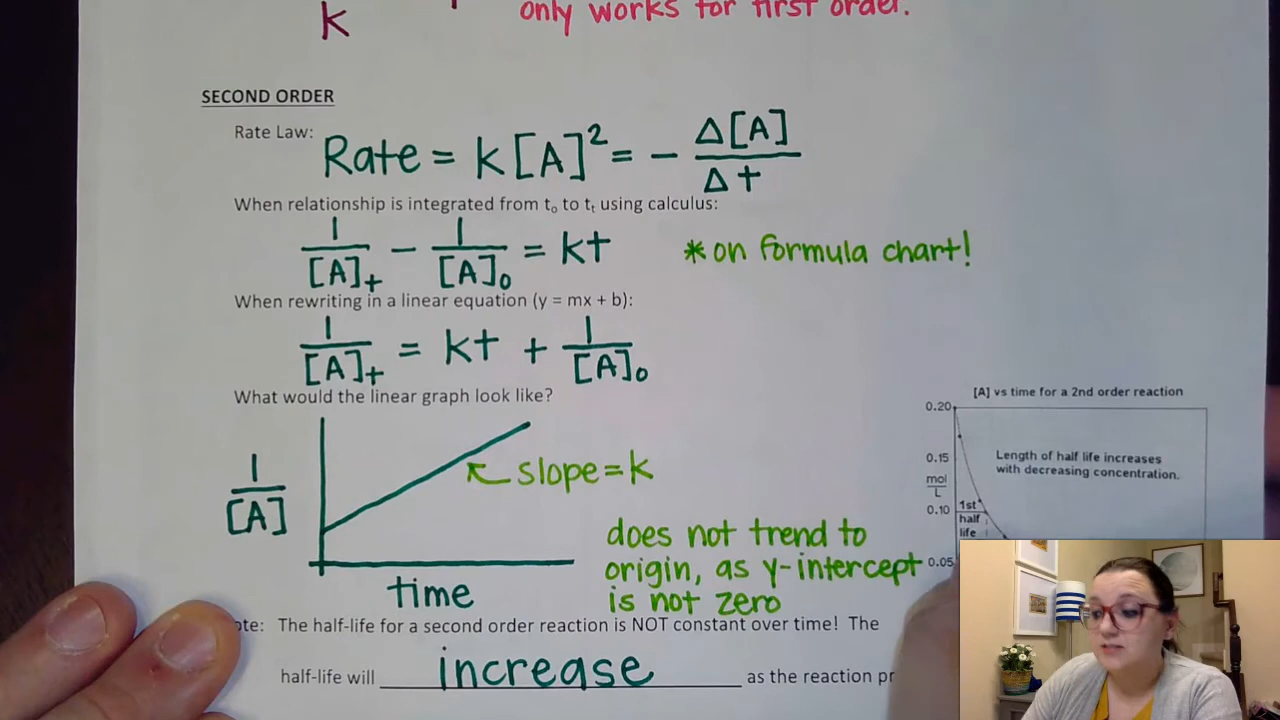 k
only works for first order.
SECOND ORDER
Rate Law: Rate = k[A]² = - Δ[A]/Δt
When relationship is integrated from t₀ to tₜ using calculus:
1/[A]t - 1/[A]₀ = kt *on formula chart!
When rewriting in a linear equation (y = mx + b):
1/[A]t = kt + 1/[A]₀
What would the linear graph look like?
1/[A]
slope=k
time
does not trend to
origin, as y-intercept
is not zero
[A] vs time for a 2nd order reaction
0.20
Length of half life increases
with decreasing concentration.
0.15
mol/L
0.10
1st
half
life
0.05
The half-life for a second order reaction is NOT constant over time! The
half-life will increase as the reaction